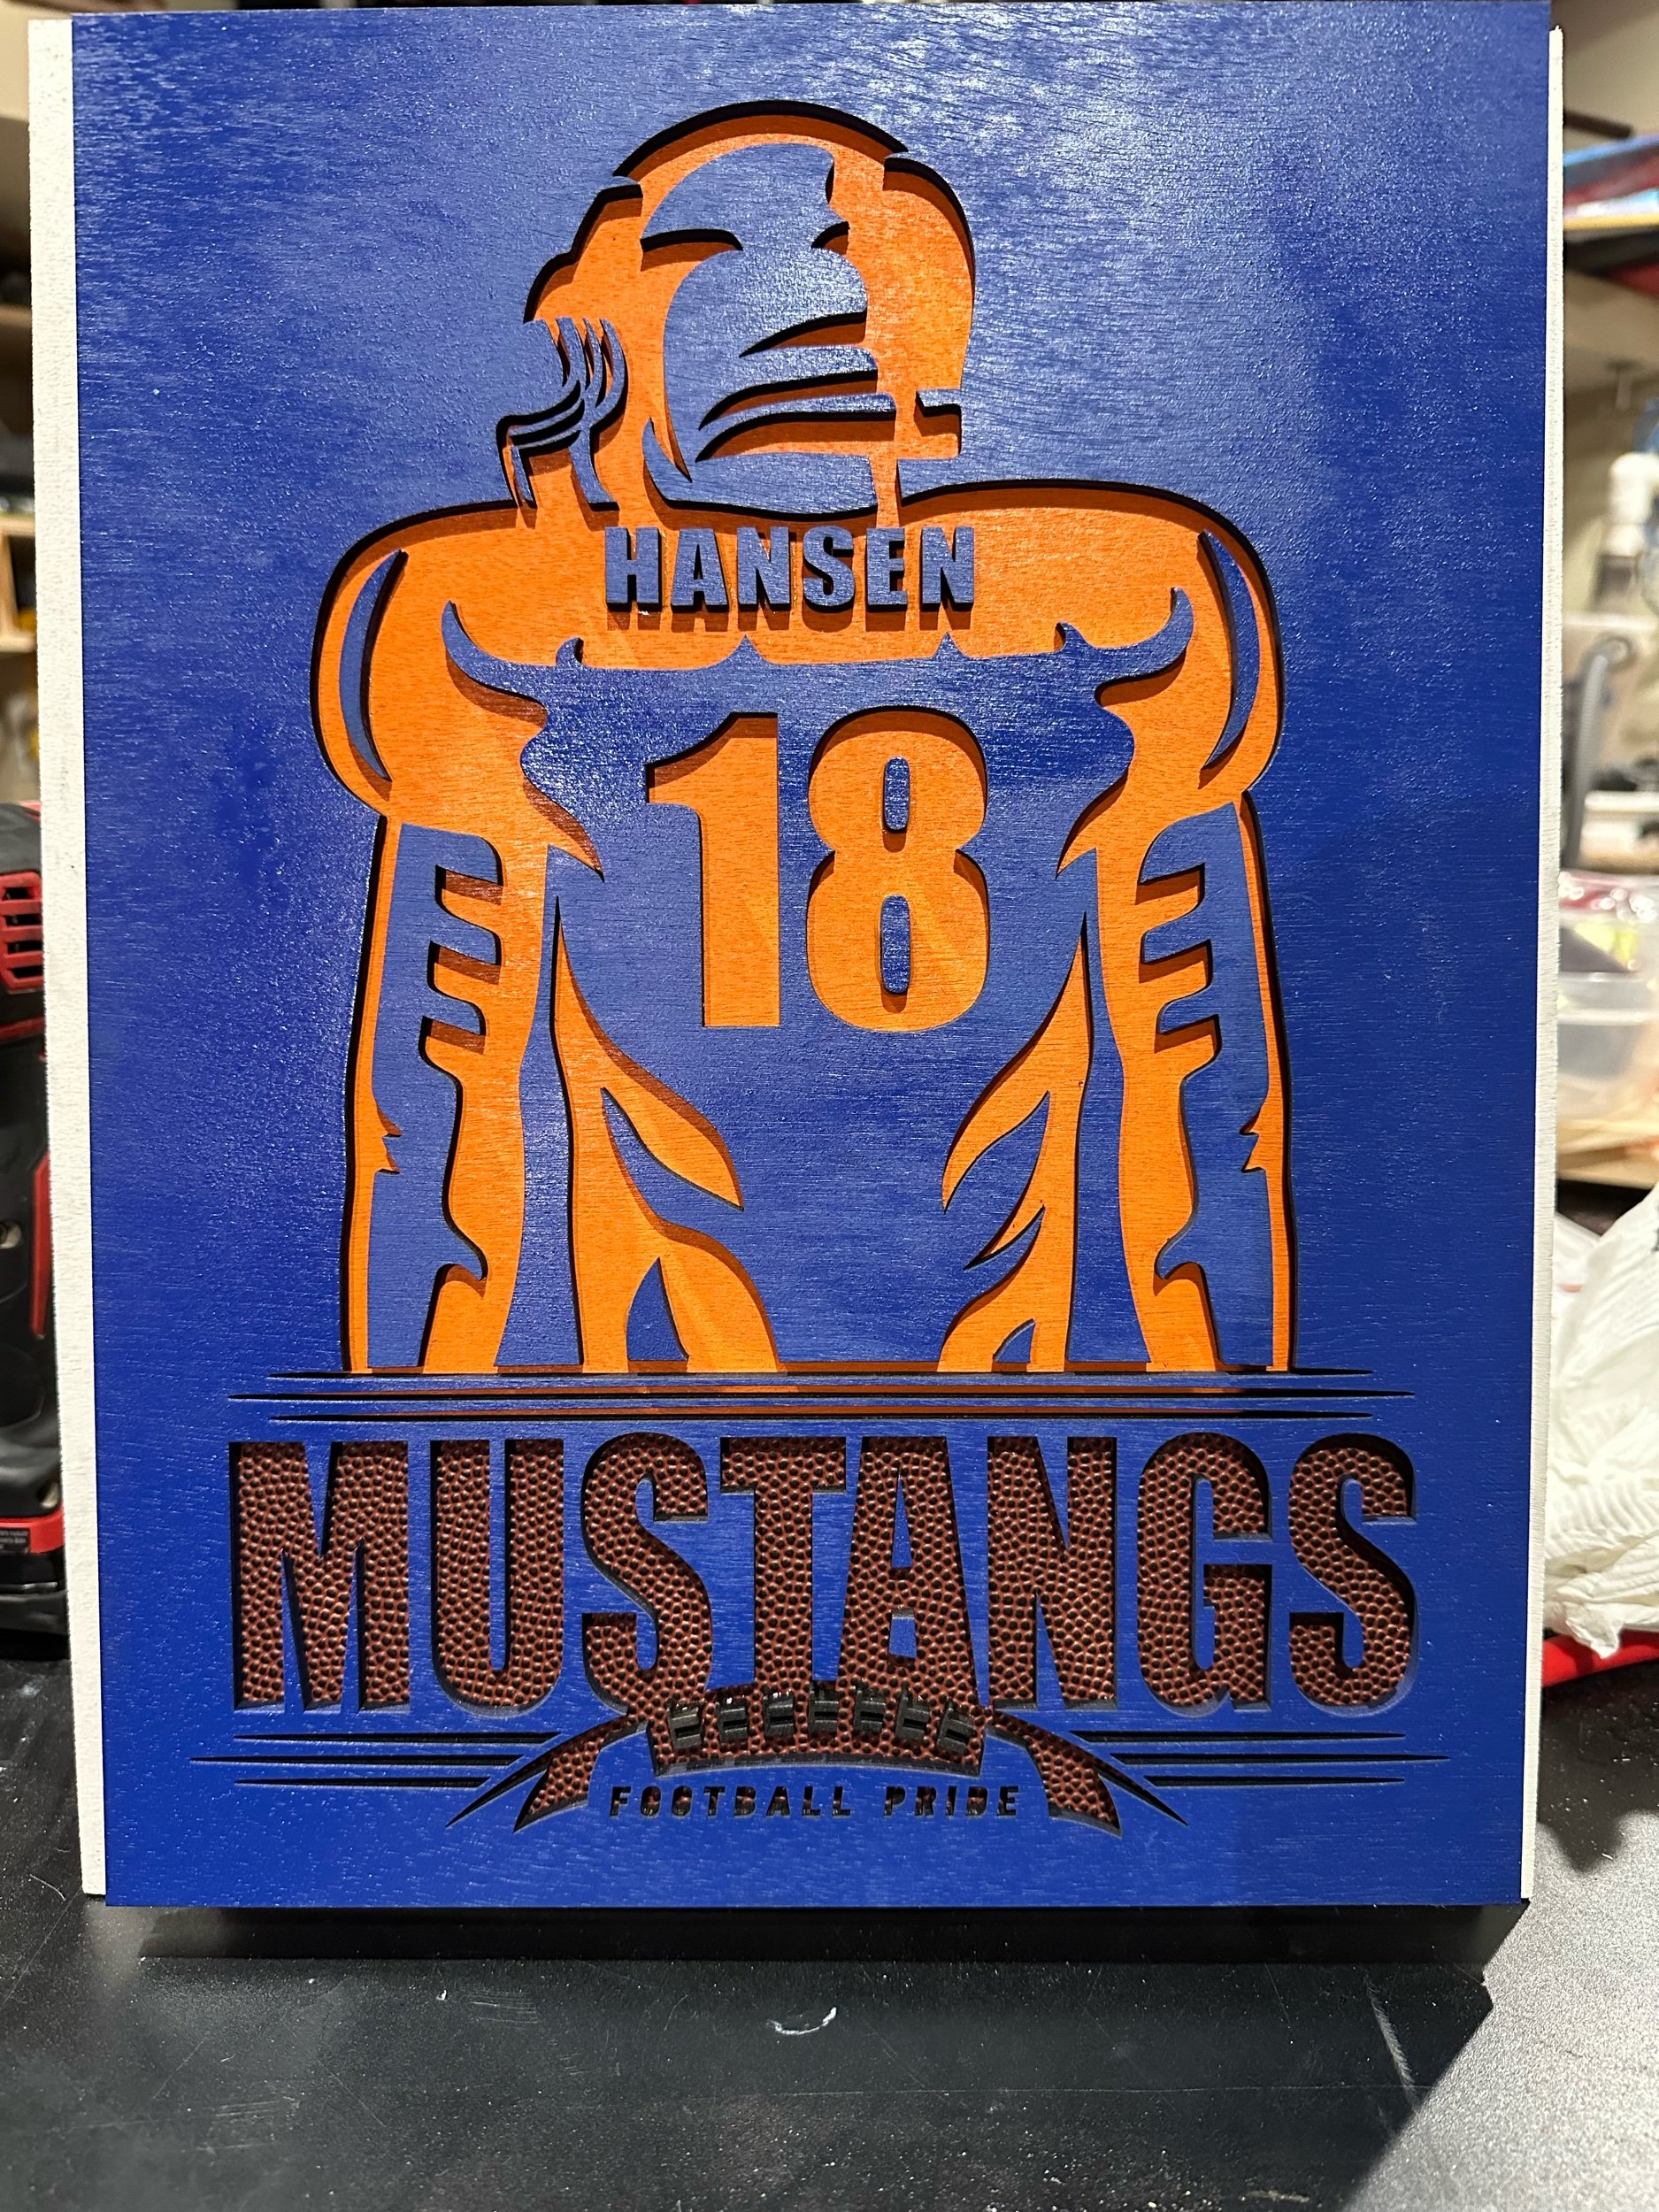 HANSEN
18
MUSTANGS
FOOTBALL PRIDE